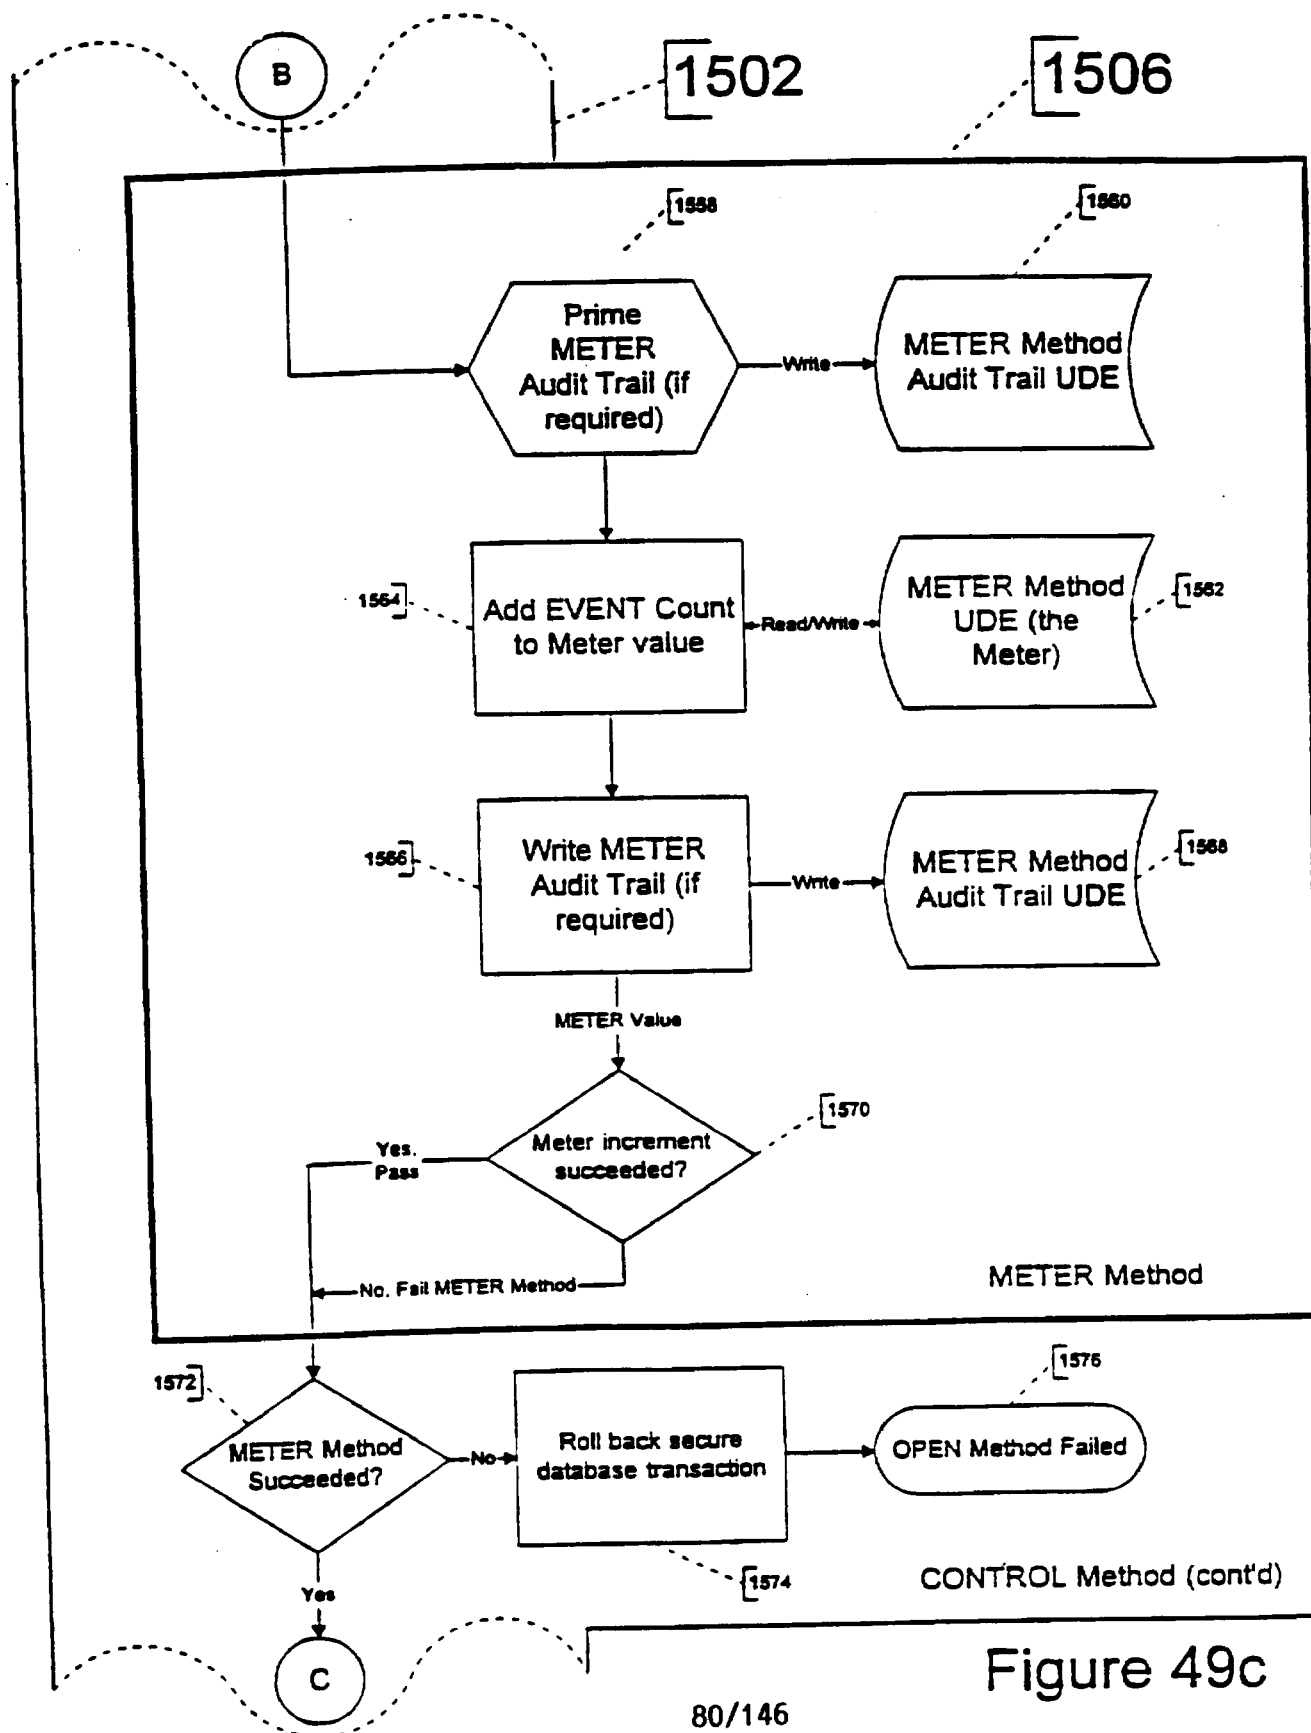 B
1502
1506
1558
1560
Prime
METER
Audit Trail (if
required)
Write
METER Method
Audit Trail UDE
1564
Add EVENT Count
to Meter value
Read/Write
METER Method
UDE (the
Meter)
1562
1566
Write METER
Audit Trail (if
required)
Write
METER Method
Audit Trail UDE
1568
METER Value
1570
Meter increment
succeeded?
Yes.
Pass
No. Fail METER Method
METER Method
1572
METER Method
Succeeded?
No
Roll back secure
database transaction
1576
OPEN Method Failed
1574
Yes
CONTROL Method (cont'd)
C
Figure 49c
80/146